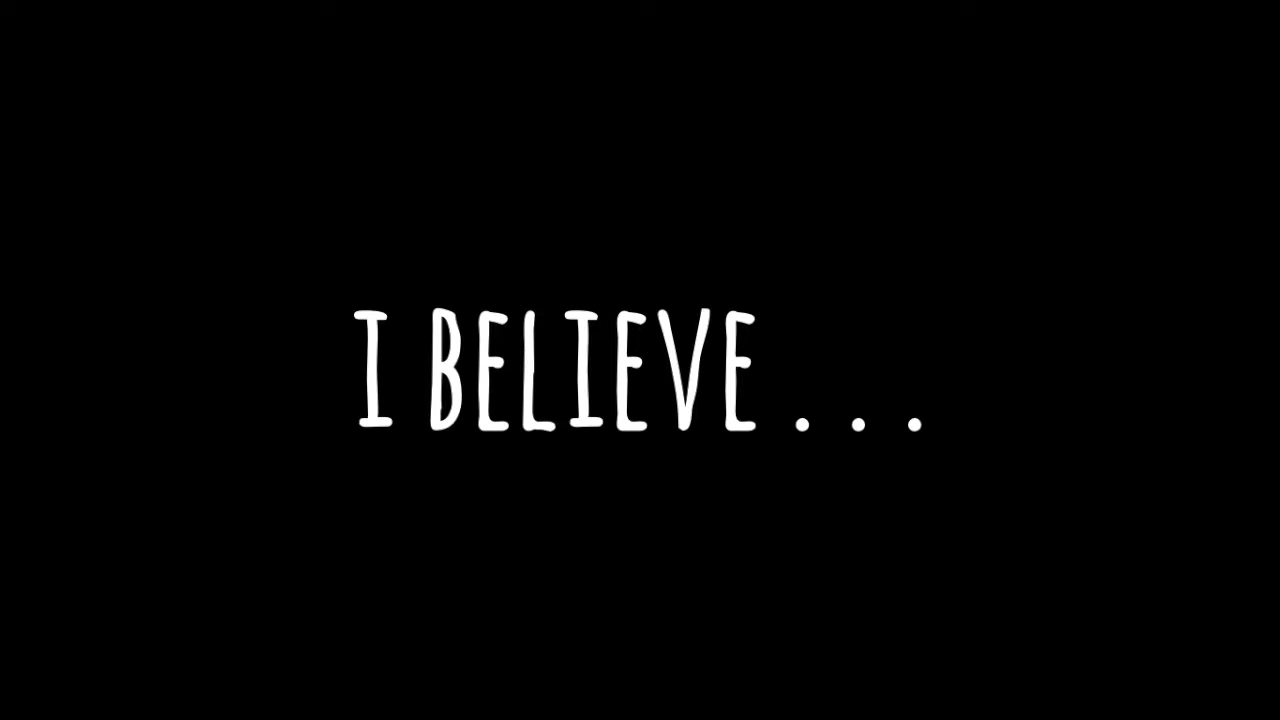 I BELIEVE . . .